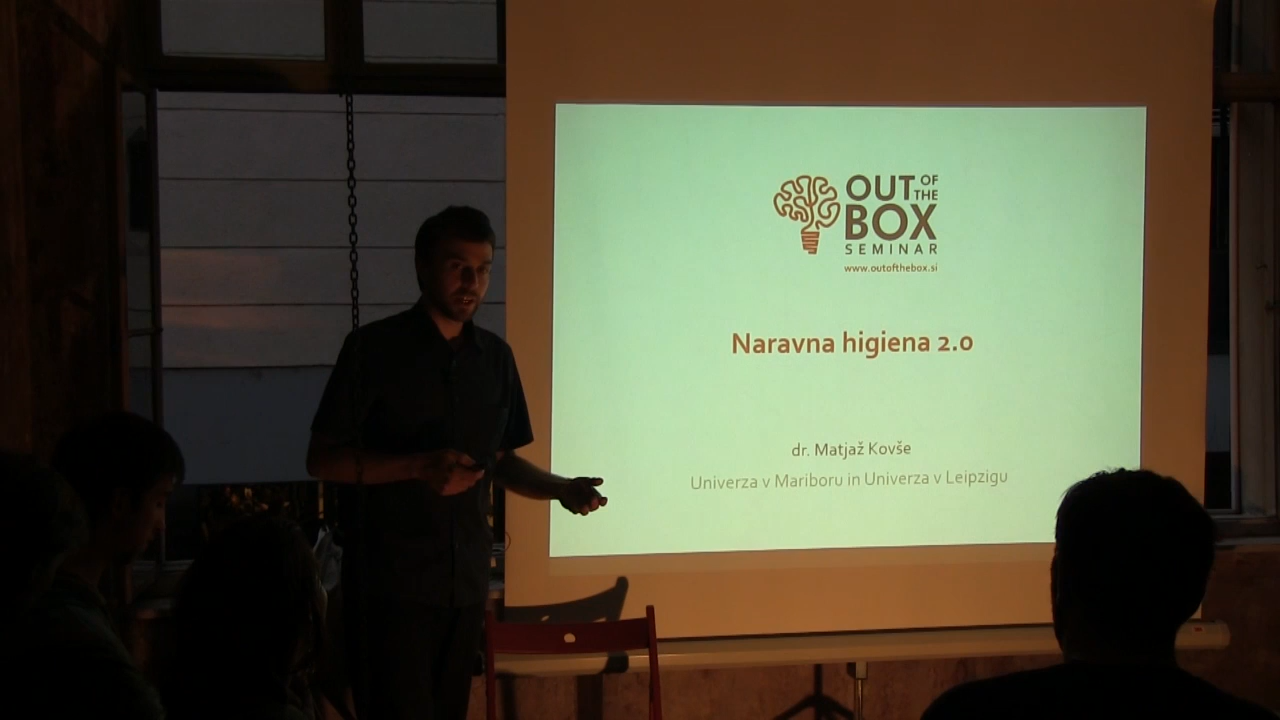 OUT OF THE
BOX
SEMINAR
www.outofthebox.si
Naravna higiena 2.0
dr. Matjaž Kovše
Univerza v Mariboru in Univerza v Leipzigu